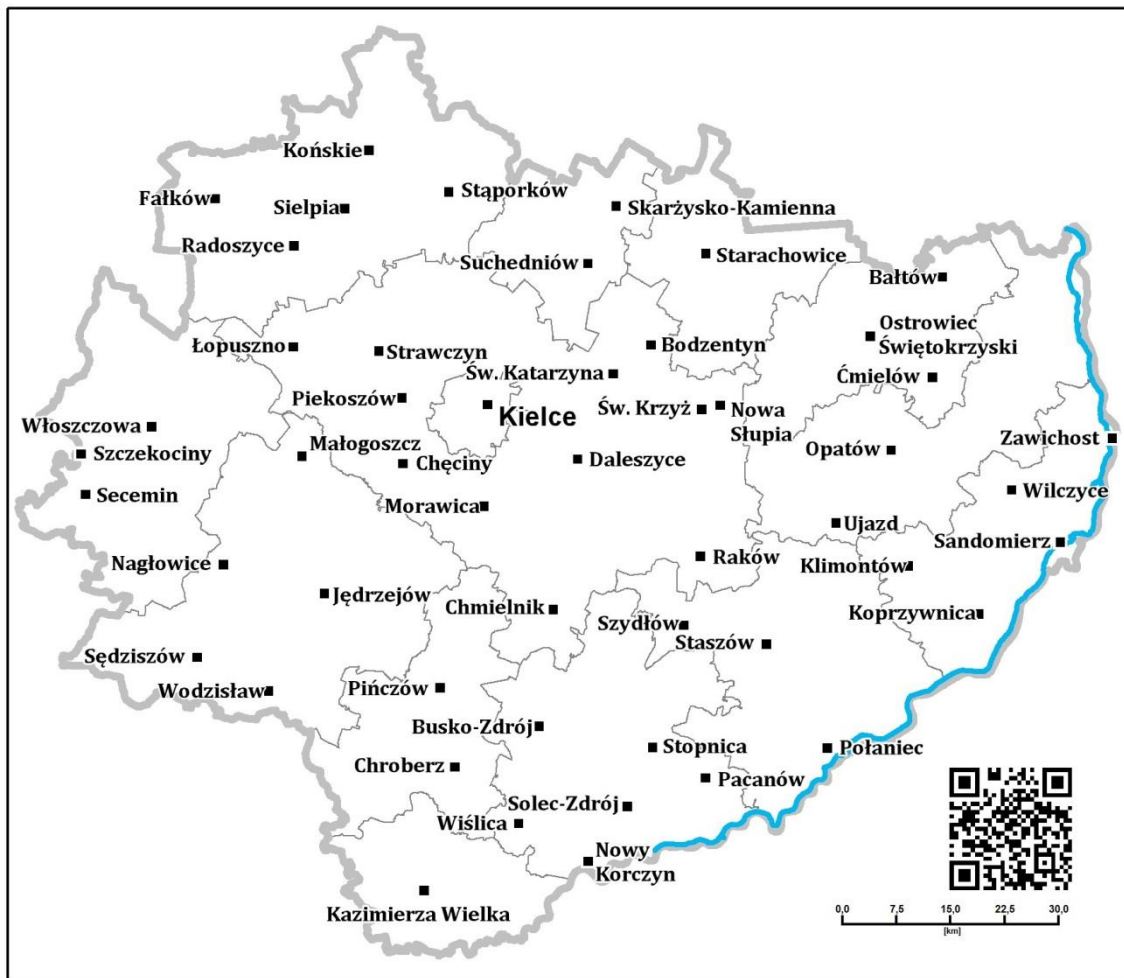 Końskie
Fałków
Sielpia
Stąporków
Skarżysko-Kamienna
Radoszyce
Suchedniów
Starachowice
Bałtów
Łopuszno
Strawczyn
Bodzentyn
Ostrowiec
Świętokrzyski
Św. Katarzyna
Ćmielów
Piekoszów
Kielce
Św. Krzyż
Nowa
Słupia
Włoszczowa
Małogoszcz
Zawichost
Szczekociny
Chęciny
Daleszyce
Opatów
Secemin
Morawica
Wilczyce
Ujazd
Sandomierz
Nagłowice
Raków
Klimontów
Jędrzejów
Chmielnik
Szydłów
Koprzywnica
Staszów
Sędziszów
Wodzisław
Pińczów
Busko-Zdrój
Stopnica
Połaniec
Chroberz
Pacanów
Solec-Zdrój
Wiślica
Nowy
Korczyn
Kazimierza Wielka
0,0 7,5 15,0 22,5 30,0
[km]